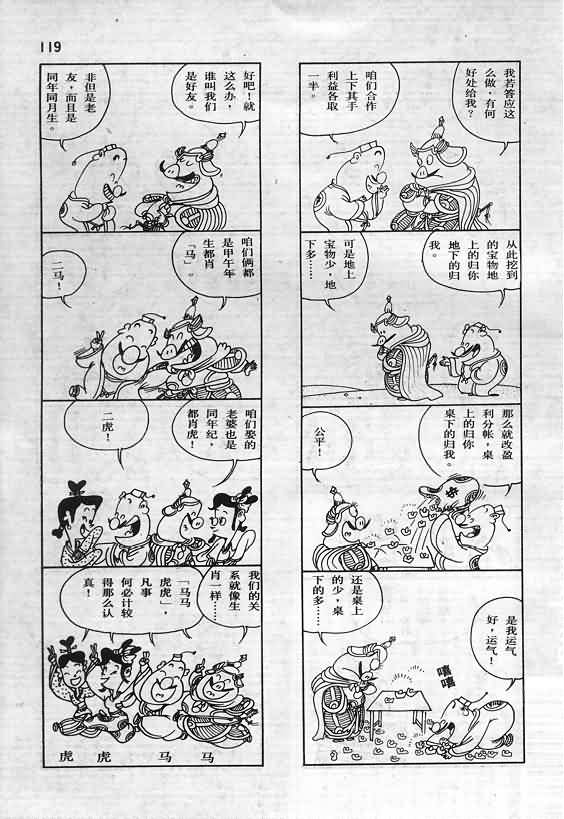 119
我若答应这
么做，有何
好处给我？
咱们合作
上下其手
利益各取
一半。
从此挖到
的宝物地
上的归你
地下的归
我。
可是地上
宝物少，地
下多……
那么就改盈
利分帐，桌
上的归你
桌下的归我。
公平！
是我运气
好，运气！
嘻嘻
还是桌上
的少，桌
下的多……
好吧！就
这么办，
谁叫我们
是好友。
非但是老
友，而且是
同年同月生。
咱们俩都
是甲午年
生都肖
「马」。
二马！
咱们娶的
老婆也是
同年纪，
都肖虎！
二虎！
我们的关
系就像生
肖一样……
「马马
虎虎」，
凡事
何必计较
得那么认
真！
虎 虎 马 马